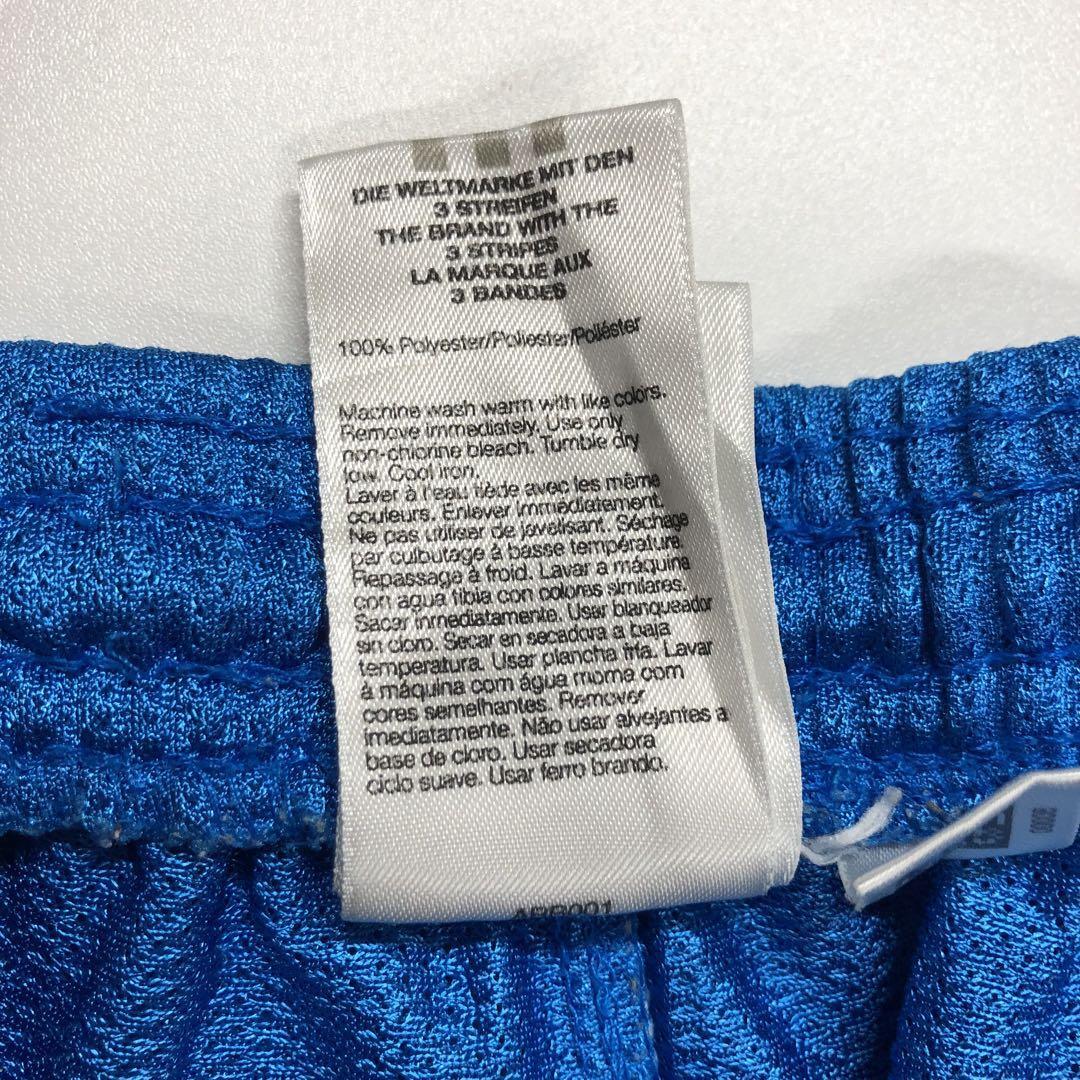 DIE WELTMARKE MIT DEN
3 STREIFEN
THE BRAND WITH THE
3 STRIPES
LA MARQUE AUX
3 BANDES
100% Polyester/Poliester/Poliéster
Machine wash warm with like colors.
Remove immediately. Use only
non-chlorine bleach. Tumble dry
low. Cool iron.
Laver à l'eau tiède avec les même
couleurs. Enlever immédiatement.
Ne pas utiliser de javelisant. Séchage
par culbutage à basse température
Repassage à froid. Lavar a máquina
con agua tibia con colores similares.
Sacar inmediatamente. Usar blanqueador
sin cloro. Secar en secadora a baja
temperatura. Usar plancha fría. Lavar
à máquina com água morna com
cores semelhantes. Remover
imediatamente. Não usar alvejantes a
base de cloro. Usar secadora
ciclo suave. Usar ferro brando.